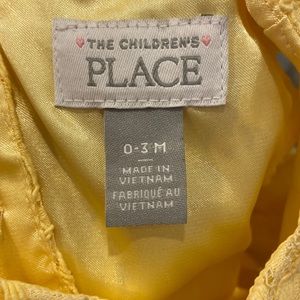 THE CHILDREN'S
PLACE
0-3 M
MADE IN
VIETNAM
FABRIQUÉ AU
VIETNAM